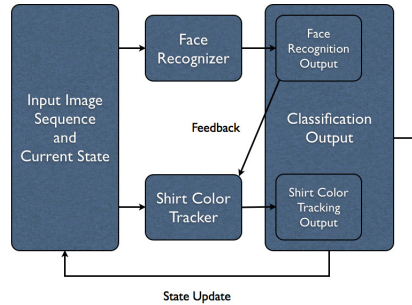 Input Image
Sequence
and
Current State
Face
Recognizer
Face
Recognition
Output
Feedback
Classification
Output
Shirt Color
Tracker
Shirt Color
Tracking
Output
State Update